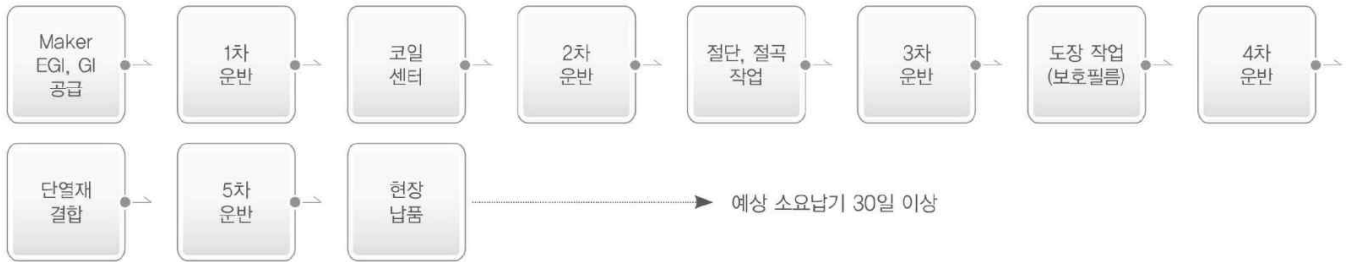 Maker
EGI, GI
공급
1차
운반
코일
센터
2차
운반
절단, 절곡
작업
3차
운반
도장 작업
(보호필름)
4차
운반
단열재
결합
5차
운반
현장
납품
예상 소요납기 30일 이상